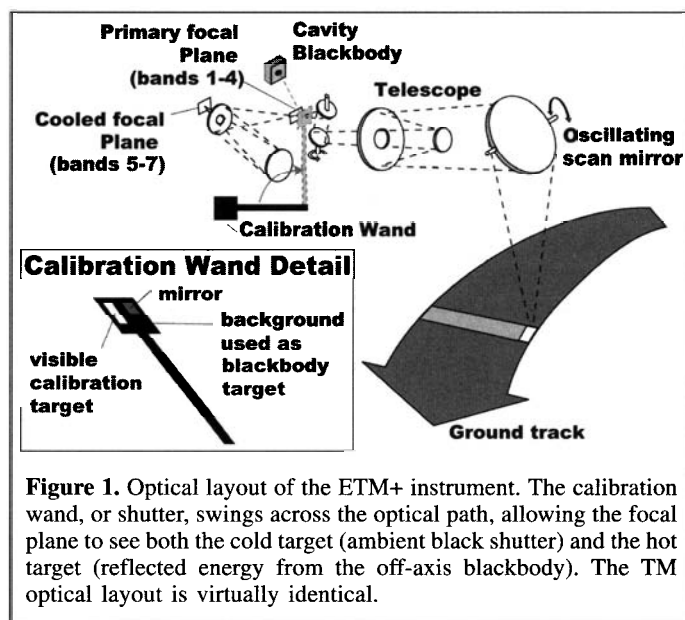 Primary focal
Plane
(bands 1-4)
Cavity
Blackbody
Telescope
Cooled focal
Plane
(bands 5-7)
Oscillating
scan mirror
Calibration Wand
Calibration Wand Detail
mirror
background
used as
blackbody
target
visible
calibration
target
Ground track
Figure 1. Optical layout of the ETM+ instrument. The calibration
wand, or shutter, swings across the optical path, allowing the focal
plane to see both the cold target (ambient black shutter) and the hot
target (reflected energy from the off-axis blackbody). The TM
optical layout is virtually identical.